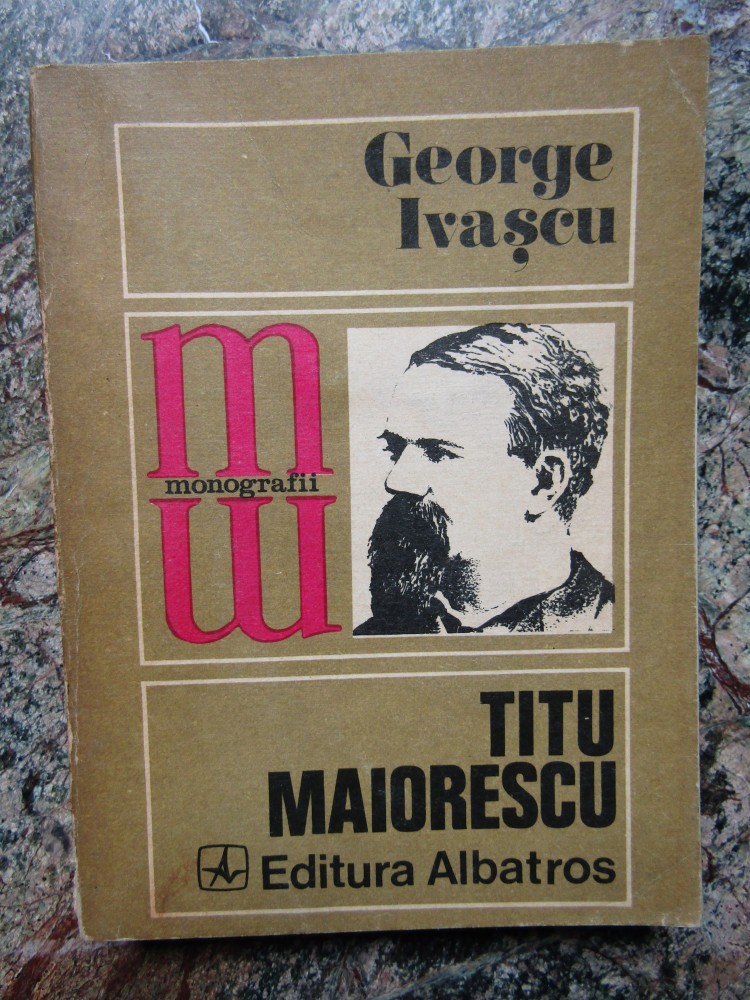 George
Ivașcu
m
monografii
m
TITU
MAIORESCU
Editura Albatros